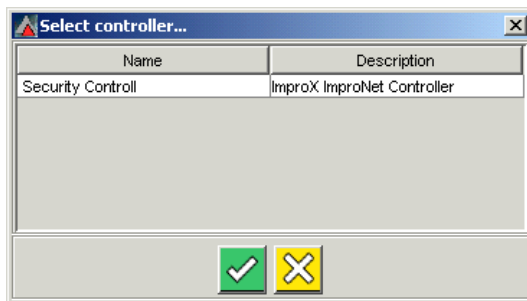 Select controller...
Name Description
Security Controll ImproX ImproNet Controller